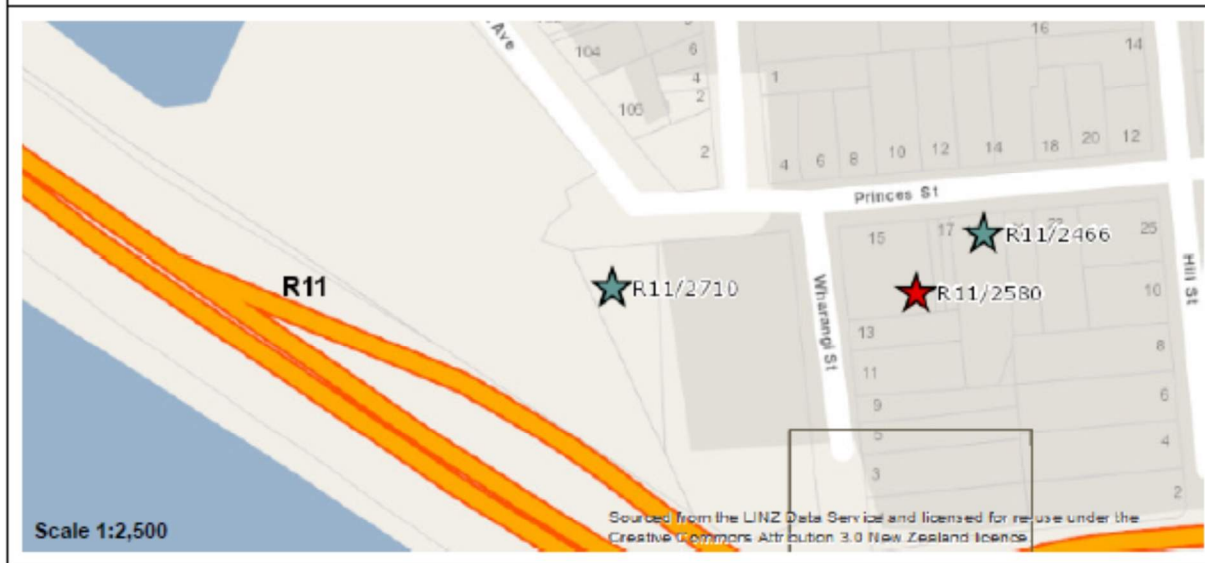 Ave
104
6
16
14
4
1
2
106
2
4
6
8
10
12
14
18
20
12
Princes St
15
17
22
25
R11/2466
R11
R11/2710
R11/2580
10
Wharangi St
Hill St
13
8
11
9
6
5
4
3
2
Scale 1:2,500
Sourced from the LINZ Data Service and licensed for re-use under the
Creative Commons Attribution 3.0 New Zealand licence